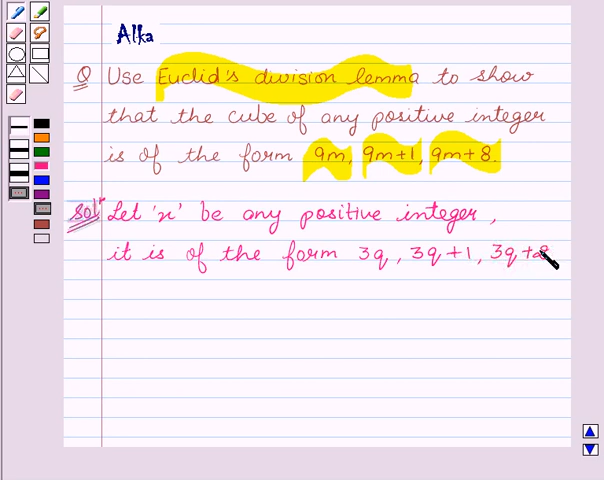 Alka
Q Use Euclid's division lemma to show
that the cube of any positive integer
is of the form 9m, 9m+1, 9m+8.
Sol. Let 'x' be any positive integer,
it is of the form 3q, 3q+1, 3q+2